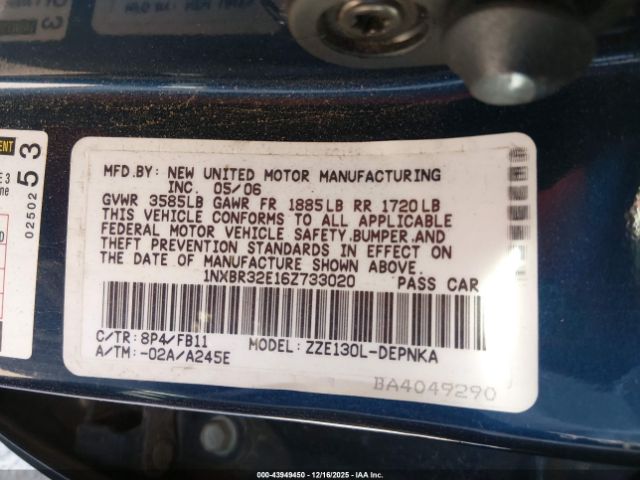 MFD.BY: NEW UNITED MOTOR MANUFACTURING
INC. 05/06
GVWR 3585LB GAWR FR 1885LB RR 1720LB
THIS VEHICLE CONFORMS TO ALL APPLICABLE
FEDERAL MOTOR VEHICLE SAFETY,BUMPER,AND
THEFT PREVENTION STANDARDS IN EFFECT ON
THE DATE OF MANUFACTURE SHOWN ABOVE.
1NXBR32E16Z733020 PASS CAR
C/TR: 8P4/FB11 MODEL: ZZE130L-DEPNKA
A/TM: -02A/A245E
BA4049290
02502 53
000-43949450 | 12/16/2025 | IAAI